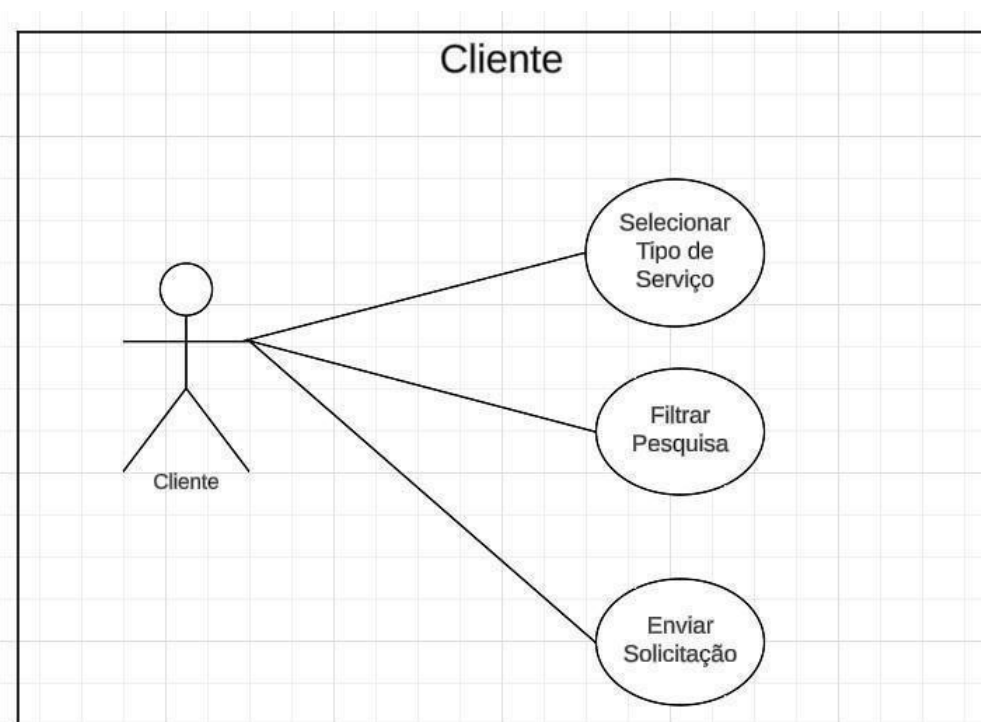 Cliente
Selecionar
Tipo de
Serviço
Filtrar
Pesquisa
Cliente
Enviar
Solicitação